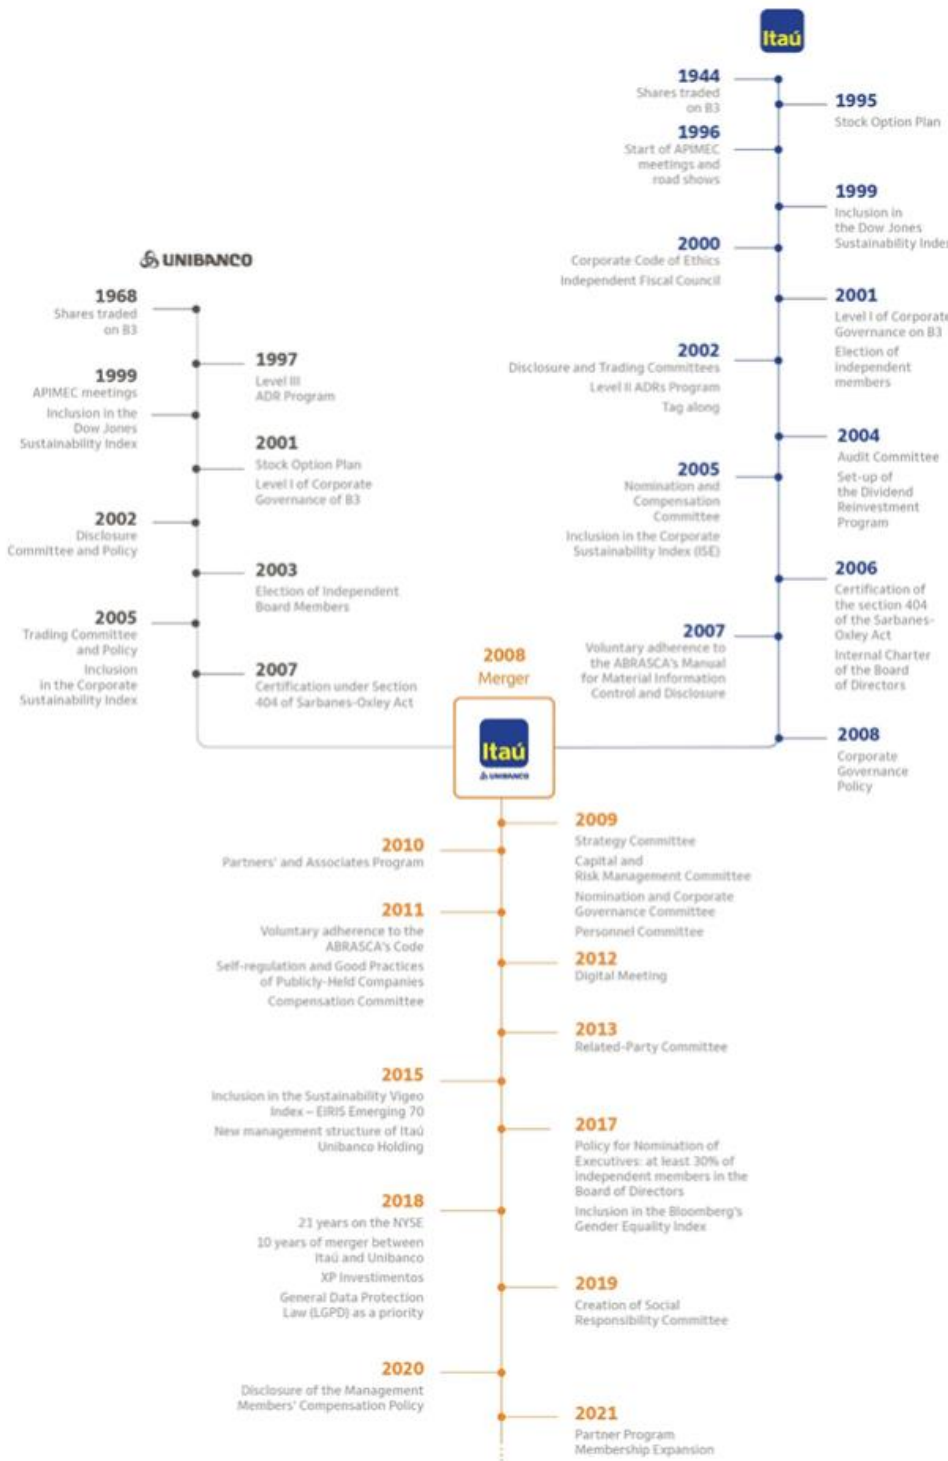 Itaú
1944
Shares traded
on B3
1995
Stock Option Plan
1996
Start of APIMEC
meetings and
road shows
1999
Inclusion in
the Dow Jones
Sustainability Index
2000
Corporate Code of Ethics
Independent Fiscal Council
2001
Level I of Corporate
Governance on B3
Election of
independent
members
2002
Disclosure and Trading Committees
Level II ADRs Program
Tag along
2004
Audit Committee
Set-up of
the Dividend
Reinvestment
Program
2005
Nomination and
Compensation
Committee
Inclusion in the Corporate
Sustainability Index (ISE)
2006
Certification of
the section 404
of the Sarbanes-
Oxley Act
Internal Charter
of the Board
of Directors
2007
Voluntary adherence to
the ABRASCA's Manual
for Material Information
Control and Disclosure
2008
Corporate
Governance
Policy
UNIBANCO
1968
Shares traded
on B3
1997
Level III
ADR Program
1999
APIMEC meetings
Inclusion in the
Dow Jones
Sustainability Index
2001
Stock Option Plan
Level I of Corporate
Governance of B3
2002
Disclosure
Committee and Policy
2003
Election of Independent
Board Members
2005
Trading Committee
and Policy
Inclusion
in the Corporate
Sustainability Index
2007
Certification under Section
404 of Sarbanes-Oxley Act
2008
Merger
Itaú
UNIBANCO
2009
Strategy Committee
Capital and
Risk Management Committee
Nomination and Corporate
Governance Committee
Personnel Committee
2010
Partners' and Associates Program
2011
Voluntary adherence to the
ABRASCA's Code
Self-regulation and Good Practices
of Publicly-Held Companies
Compensation Committee
2012
Digital Meeting
2013
Related-Party Committee
2015
Inclusion in the Sustainability Vigeo
Index – EIRIS Emerging 70
New management structure of Itaú
Unibanco Holding
2017
Policy for Nomination of
Executives: at least 30% of
independent members in the
Board of Directors
Inclusion in the Bloomberg's
Gender Equality Index
2018
21 years on the NYSE
10 years of merger between
Itaú and Unibanco
XP Investimentos
General Data Protection
Law (LGPD) as a priority
2019
Creation of Social
Responsibility Committee
2020
Disclosure of the Management
Members' Compensation Policy
2021
Partner Program
Membership Expansion